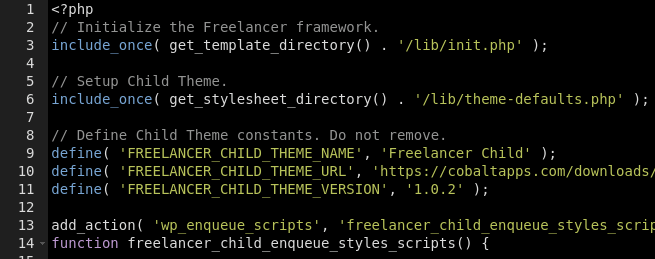 1 <?php
2 // Initialize the Freelancer framework.
3 include_once( get_template_directory() . '/lib/init.php' );
4
5 // Setup Child Theme.
6 include_once( get_stylesheet_directory() . '/lib/theme-defaults.php' );
7
8 // Define Child Theme constants. Do not remove.
9 define( 'FREELANCER_CHILD_THEME_NAME', 'Freelancer Child' );
10 define( 'FREELANCER_CHILD_THEME_URL', 'https://cobaltapps.com/downloads/
11 define( 'FREELANCER_CHILD_THEME_VERSION', '1.0.2' );
12
13 add_action( 'wp_enqueue_scripts', 'freelancer_child_enqueue_styles_scrip
14 function freelancer_child_enqueue_styles_scripts() {